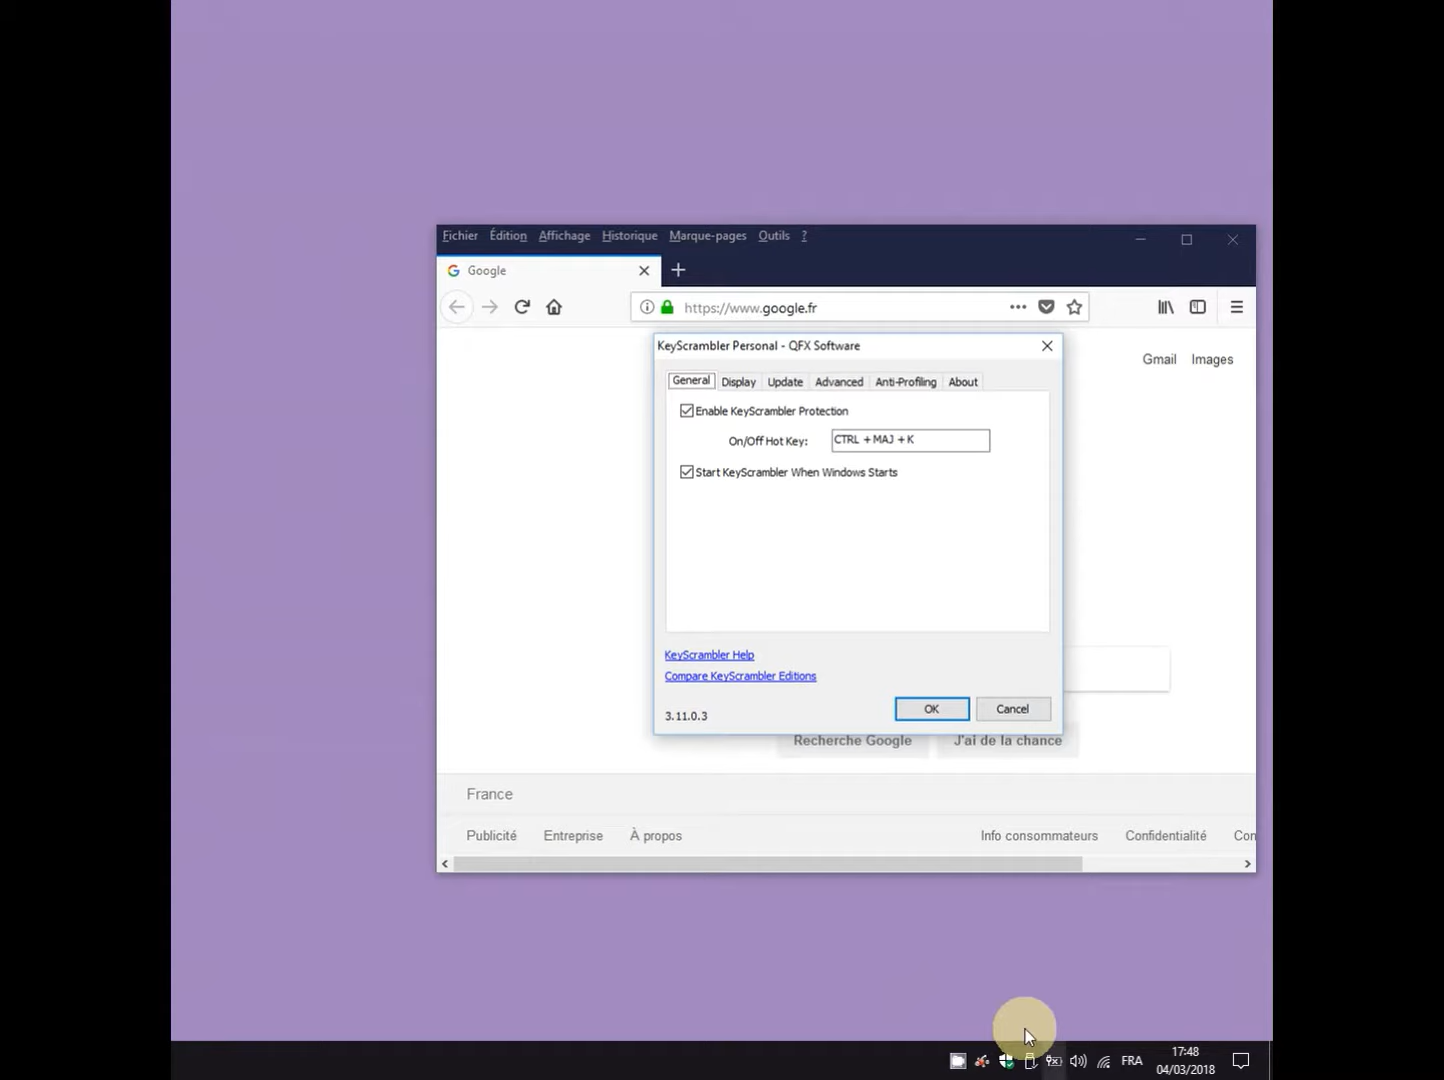 Fichier Édition Affichage Historique Marque-pages Outils ?
Google
https://www.google.fr
KeyScrambler Personal - QFX Software
Gmail Images
General Display Update Advanced Anti-Profiling About
Enable KeyScrambler Protection
On/Off Hot Key: CTRL + MAJ + K
Start KeyScrambler When Windows Starts
KeyScrambler Help
Compare KeyScrambler Editions
3.11.0.3
OK Cancel
Recherche Google J'ai de la chance
France
Publicité Entreprise À propos Info consommateurs Confidentialité Con
FRA
17:48
04/03/2018